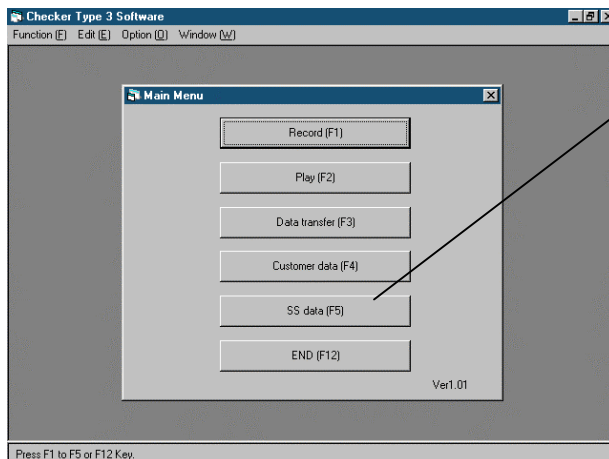 Checker Type 3 Software
Function (F) Edit (E) Option (O) Window (W)
Main Menu
Record (F1)
Play (F2)
Data transfer (F3)
Customer data (F4)
SS data (F5)
END (F12)
Ver1.01
Press F1 to F5 or F12 Key.